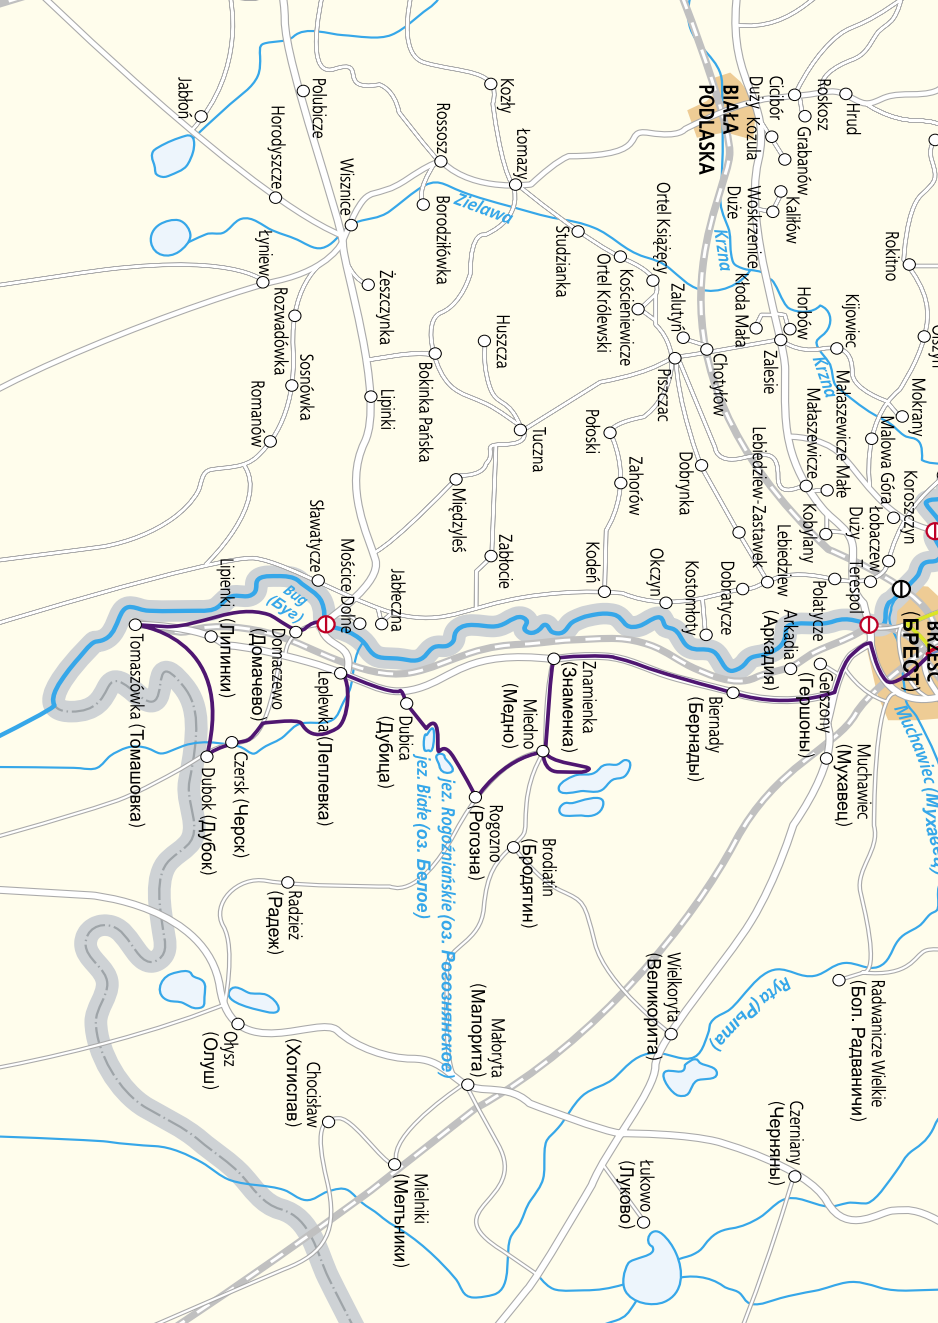 Jabłoń
Polubicze
Horodyszcze
Wisznice
Rossosz
Kozły
Łomazy
Borodziłówka
Zielawa
Studzianka
Ortel Książęcy
Ortel Królewski
Kościeniewicze
Zalutyń
BIAŁA
PODLASKA
Cicibór
Duży
Kozula
Roskosz
Hrud
Grabanów
Kaliłów
Woskrzenice
Duże
Krzna
Rokitno
Kłoda Mała
Horbów
Kijowiec
Krzna
Zalesie
Chotyłów
Piszczac
Łyniew
Żeszczynka
Rozwadówka
Sosnówka
Romanów
Lipinki
Bokinka Pańska
Huszcza
Tuczna
Połoski
Zahorów
Dobrynka
Międzyleś
Zabłocie
Mokrany
Małaszewicze Małe
Małaszewicze
Malowa Góra
Koroszczyn
Łobaczew
Duży
Kobylany
Lebiedziew-Zastawek
Lebiedziew
Terespol
Polatycze
Dobratycze
Kostomłoty
Okczyn
Kodeń
Sławatycze
Mościce Dolne
Jabłeczna
Bug
(Буг)
Lipienki
(Липинки)
Domaczewo
(Домачево)
Tomaszówka (Томашовка)
Leplewka (Леплевка)
Dubica
(Дубица)
Czersk (Черск)
Dubok (Дубок)
Znamienka
(Знаменка)
Miedno
(Медно)
Biernady
(Бернады)
Arkadia
(Аркадия)
Gerszony
(Гершоны)
(БРЕСТ)
Muchawiec
(Мухавец)
Muchawiec (Мухавец)
jez. Białe (оз. Белое)
jez. Rogoźniańskie (оз. Рогознянское)
Rogozno
(Рогозна)
Brodiatin
(Бродятин)
Radzież
(Радеж)
Wielkoryta
(Великорита)
Ryta (Рыта)
Radwanicze Wielkie
(Бол. Радваничи)
Ołysz
(Олуш)
Małoryta
(Малорита)
Chocisław
(Хотислав)
Mielniki
(Мелъники)
Czerniany
(Черняны)
Łukowo
(Луково)